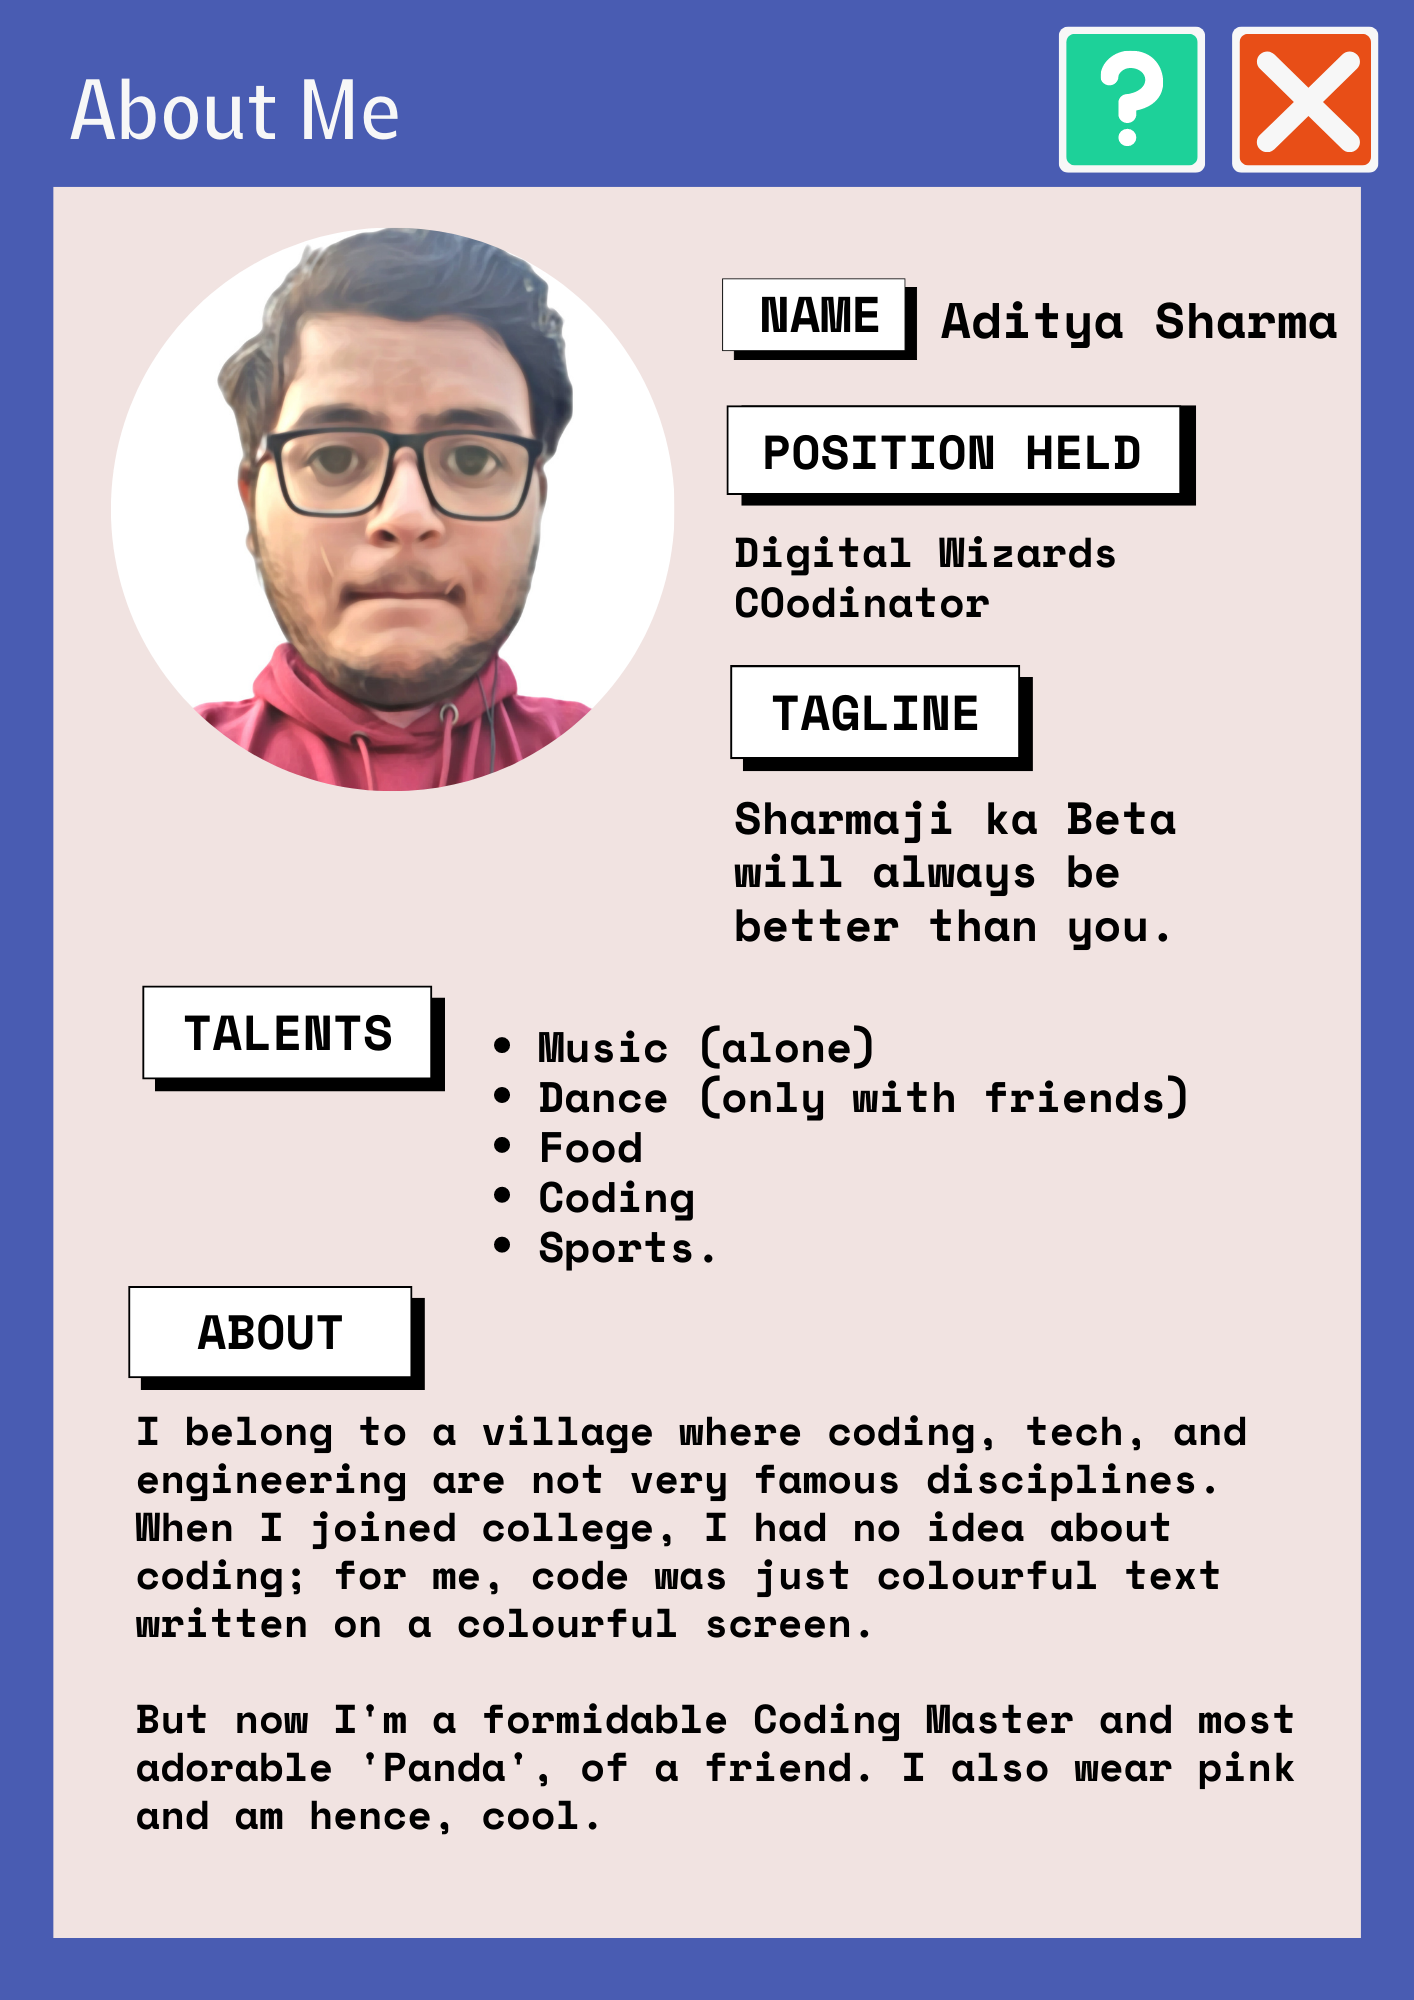 About Me
NAME
Aditya Sharma
POSITION HELD
Digital Wizards
COodinator
TAGLINE
Sharmaji ka Beta
will always be
better than you.
TALENTS
• Music (alone)
• Dance (only with friends)
• Food
• Coding
• Sports.
ABOUT
I belong to a village where coding, tech, and
engineering are not very famous disciplines.
When I joined college, I had no idea about
coding; for me, code was just colourful text
written on a colourful screen.
But now I'm a formidable Coding Master and most
adorable 'Panda', of a friend. I also wear pink
and am hence, cool.